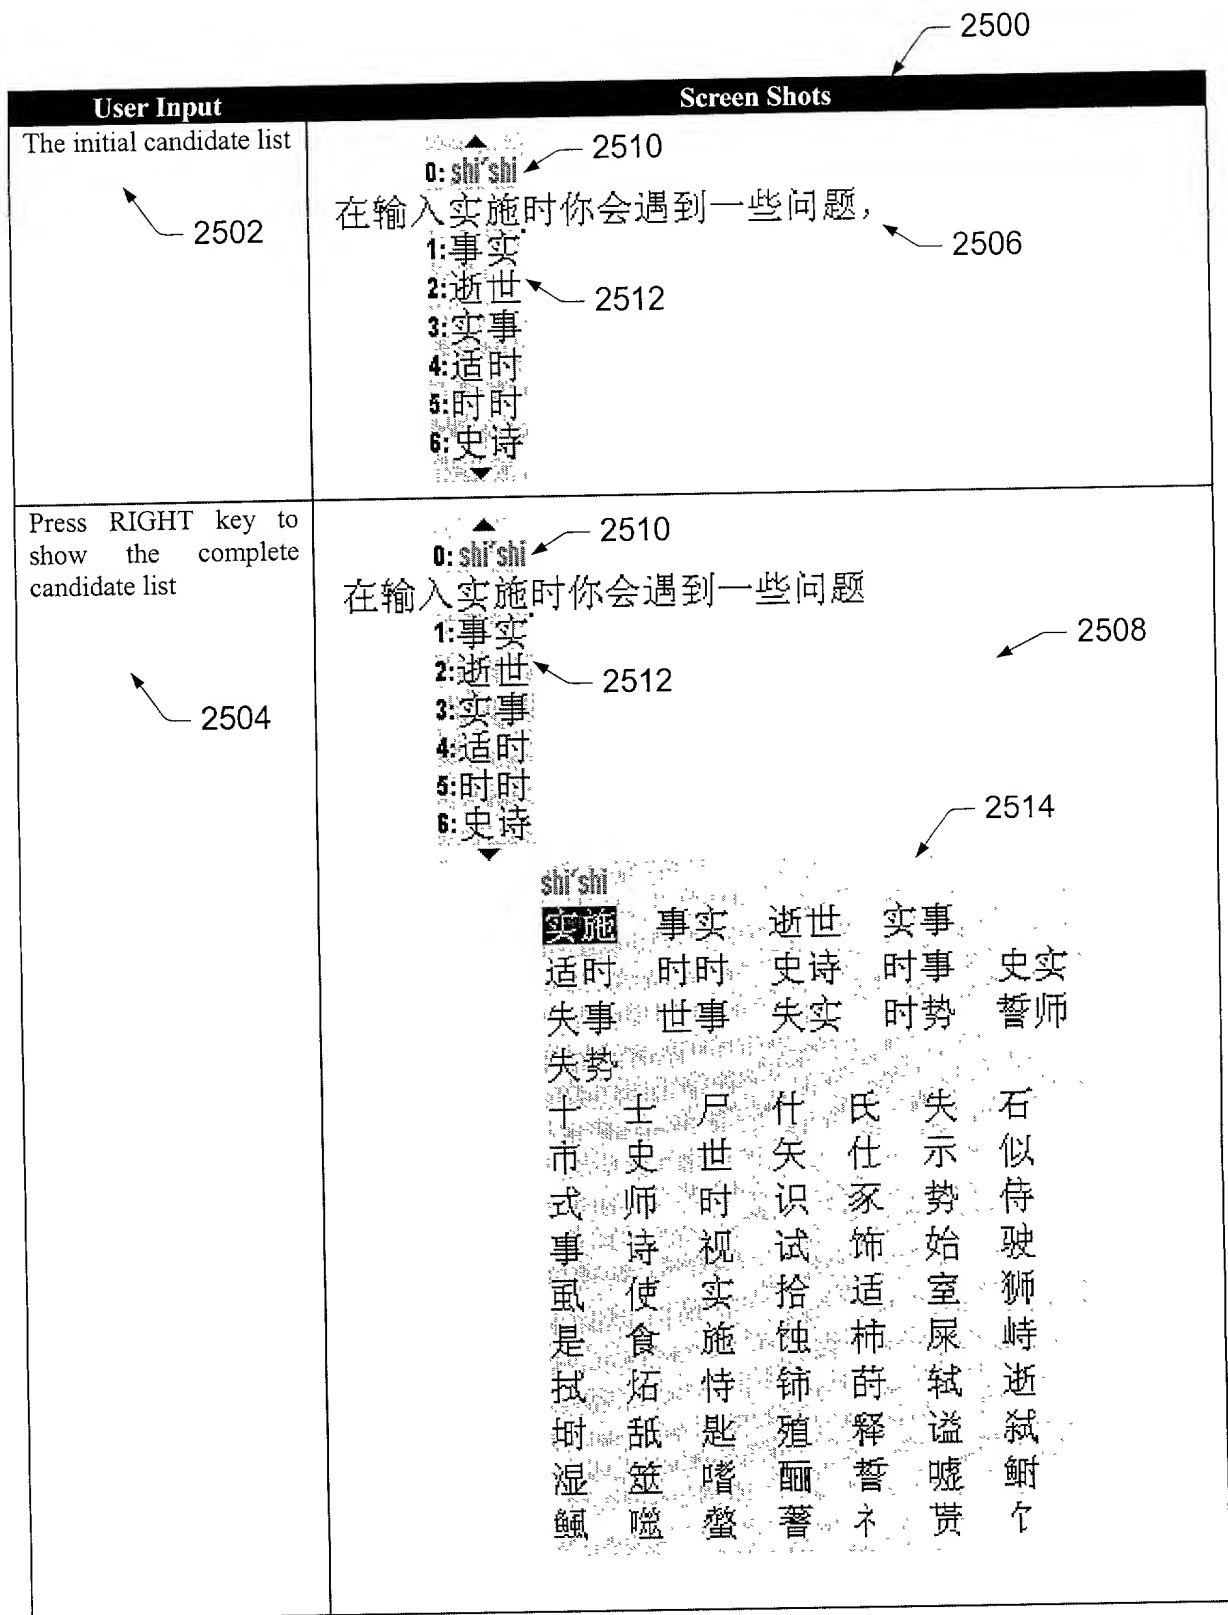 2500
User Input Screen Shots
The initial candidate list
2502
0: shi'shi 2510
在输入实施时你会遇到一些问题，
2506
1:事实
2:逝世 2512
3:实事
4:适时
5:时时
6:史诗
Press RIGHT key to
show the complete
candidate list
2504
0: shi'shi 2510
在输入实施时你会遇到一些问题
1:事实
2508
2:逝世 2512
3:实事
4:适时
5:时时
6:史诗
2514
shi'shi
实施 事实 逝世 实事
适时 时时 史诗 时事 史实
失事 世事 失实 时势 誓师
失势
十 士 尸 什 氏 失 石
市 史 世 矢 仕 示 似
式 师 时 识 豕 势 侍
事 诗 视 试 饰 始 驶
虱 使 实 拾 适 室 狮
是 食 施 蚀 柿 屎 峙
拭 炻 恃 铈 莳 轼 逝
埘 舐 匙 殖 释 谥 弑
湿 筮 嗜 酾 誓 嘘 鲥
鲺 噬 螫 蓍 礻 贳 饣